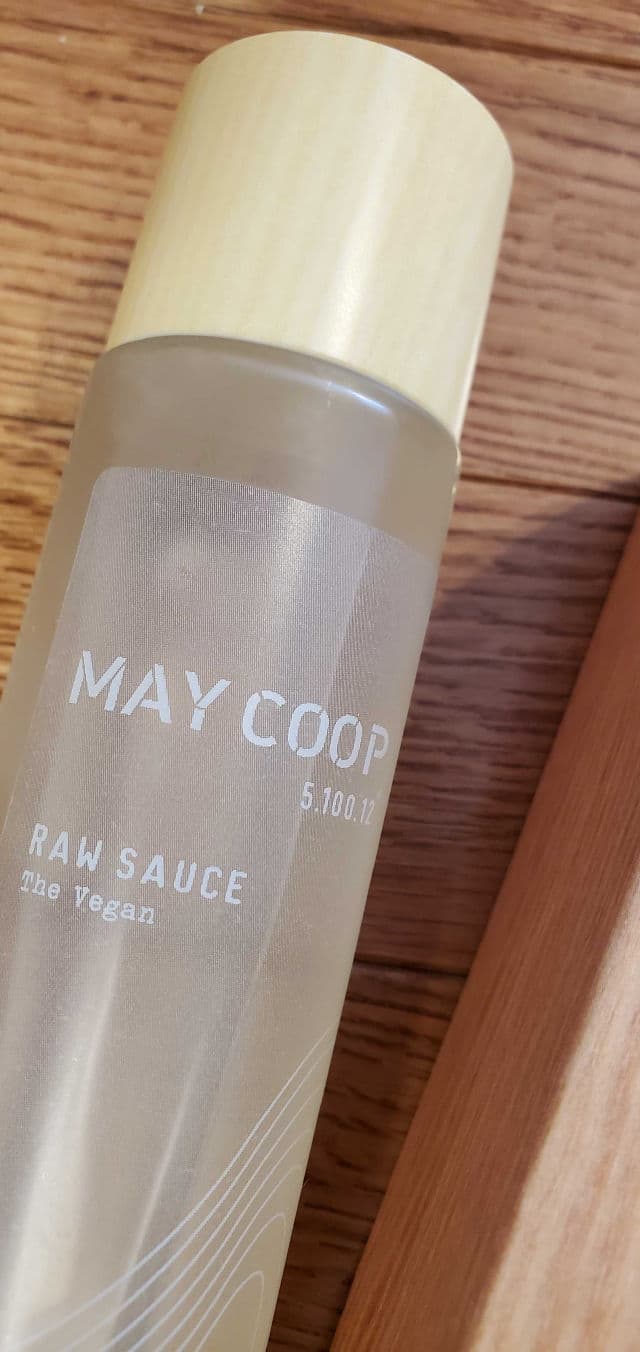 MAY COOP
5.100.12
RAW SAUCE
The Vegan